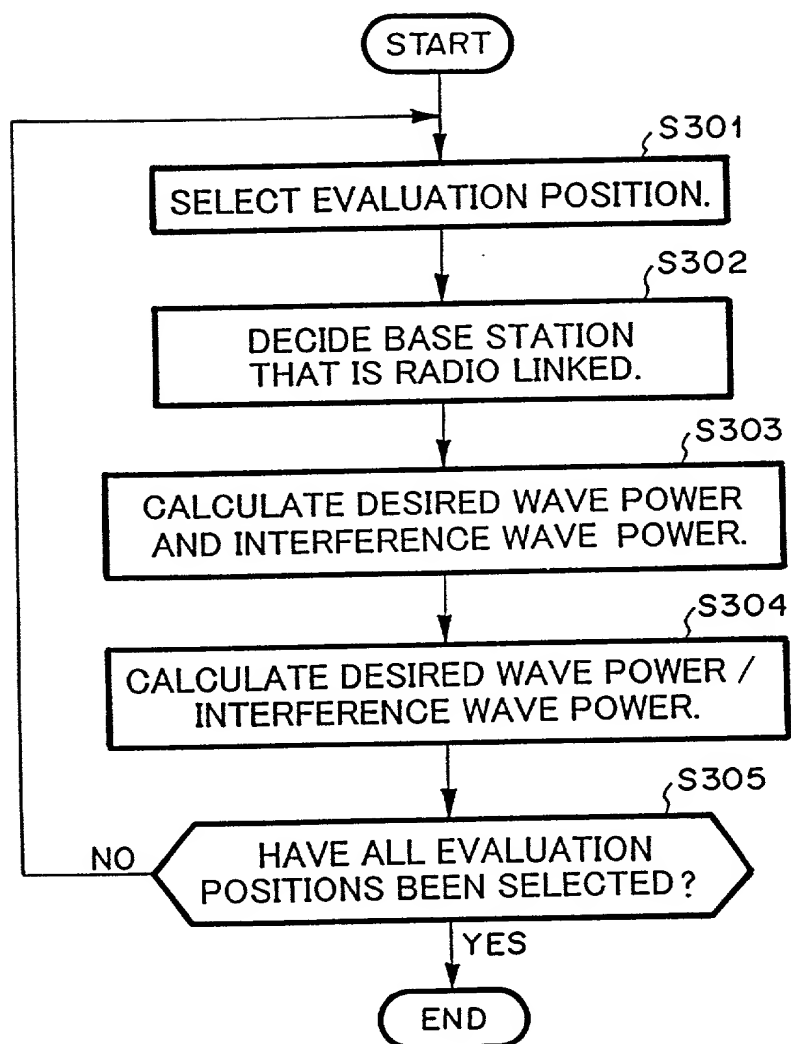 START
S301
SELECT EVALUATION POSITION.
S302
DECIDE BASE STATION
THAT IS RADIO LINKED.
S303
CALCULATE DESIRED WAVE POWER
AND INTERFERENCE WAVE POWER.
S304
CALCULATE DESIRED WAVE POWER /
INTERFERENCE WAVE POWER.
S305
HAVE ALL EVALUATION
POSITIONS BEEN SELECTED?
NO
YES
END